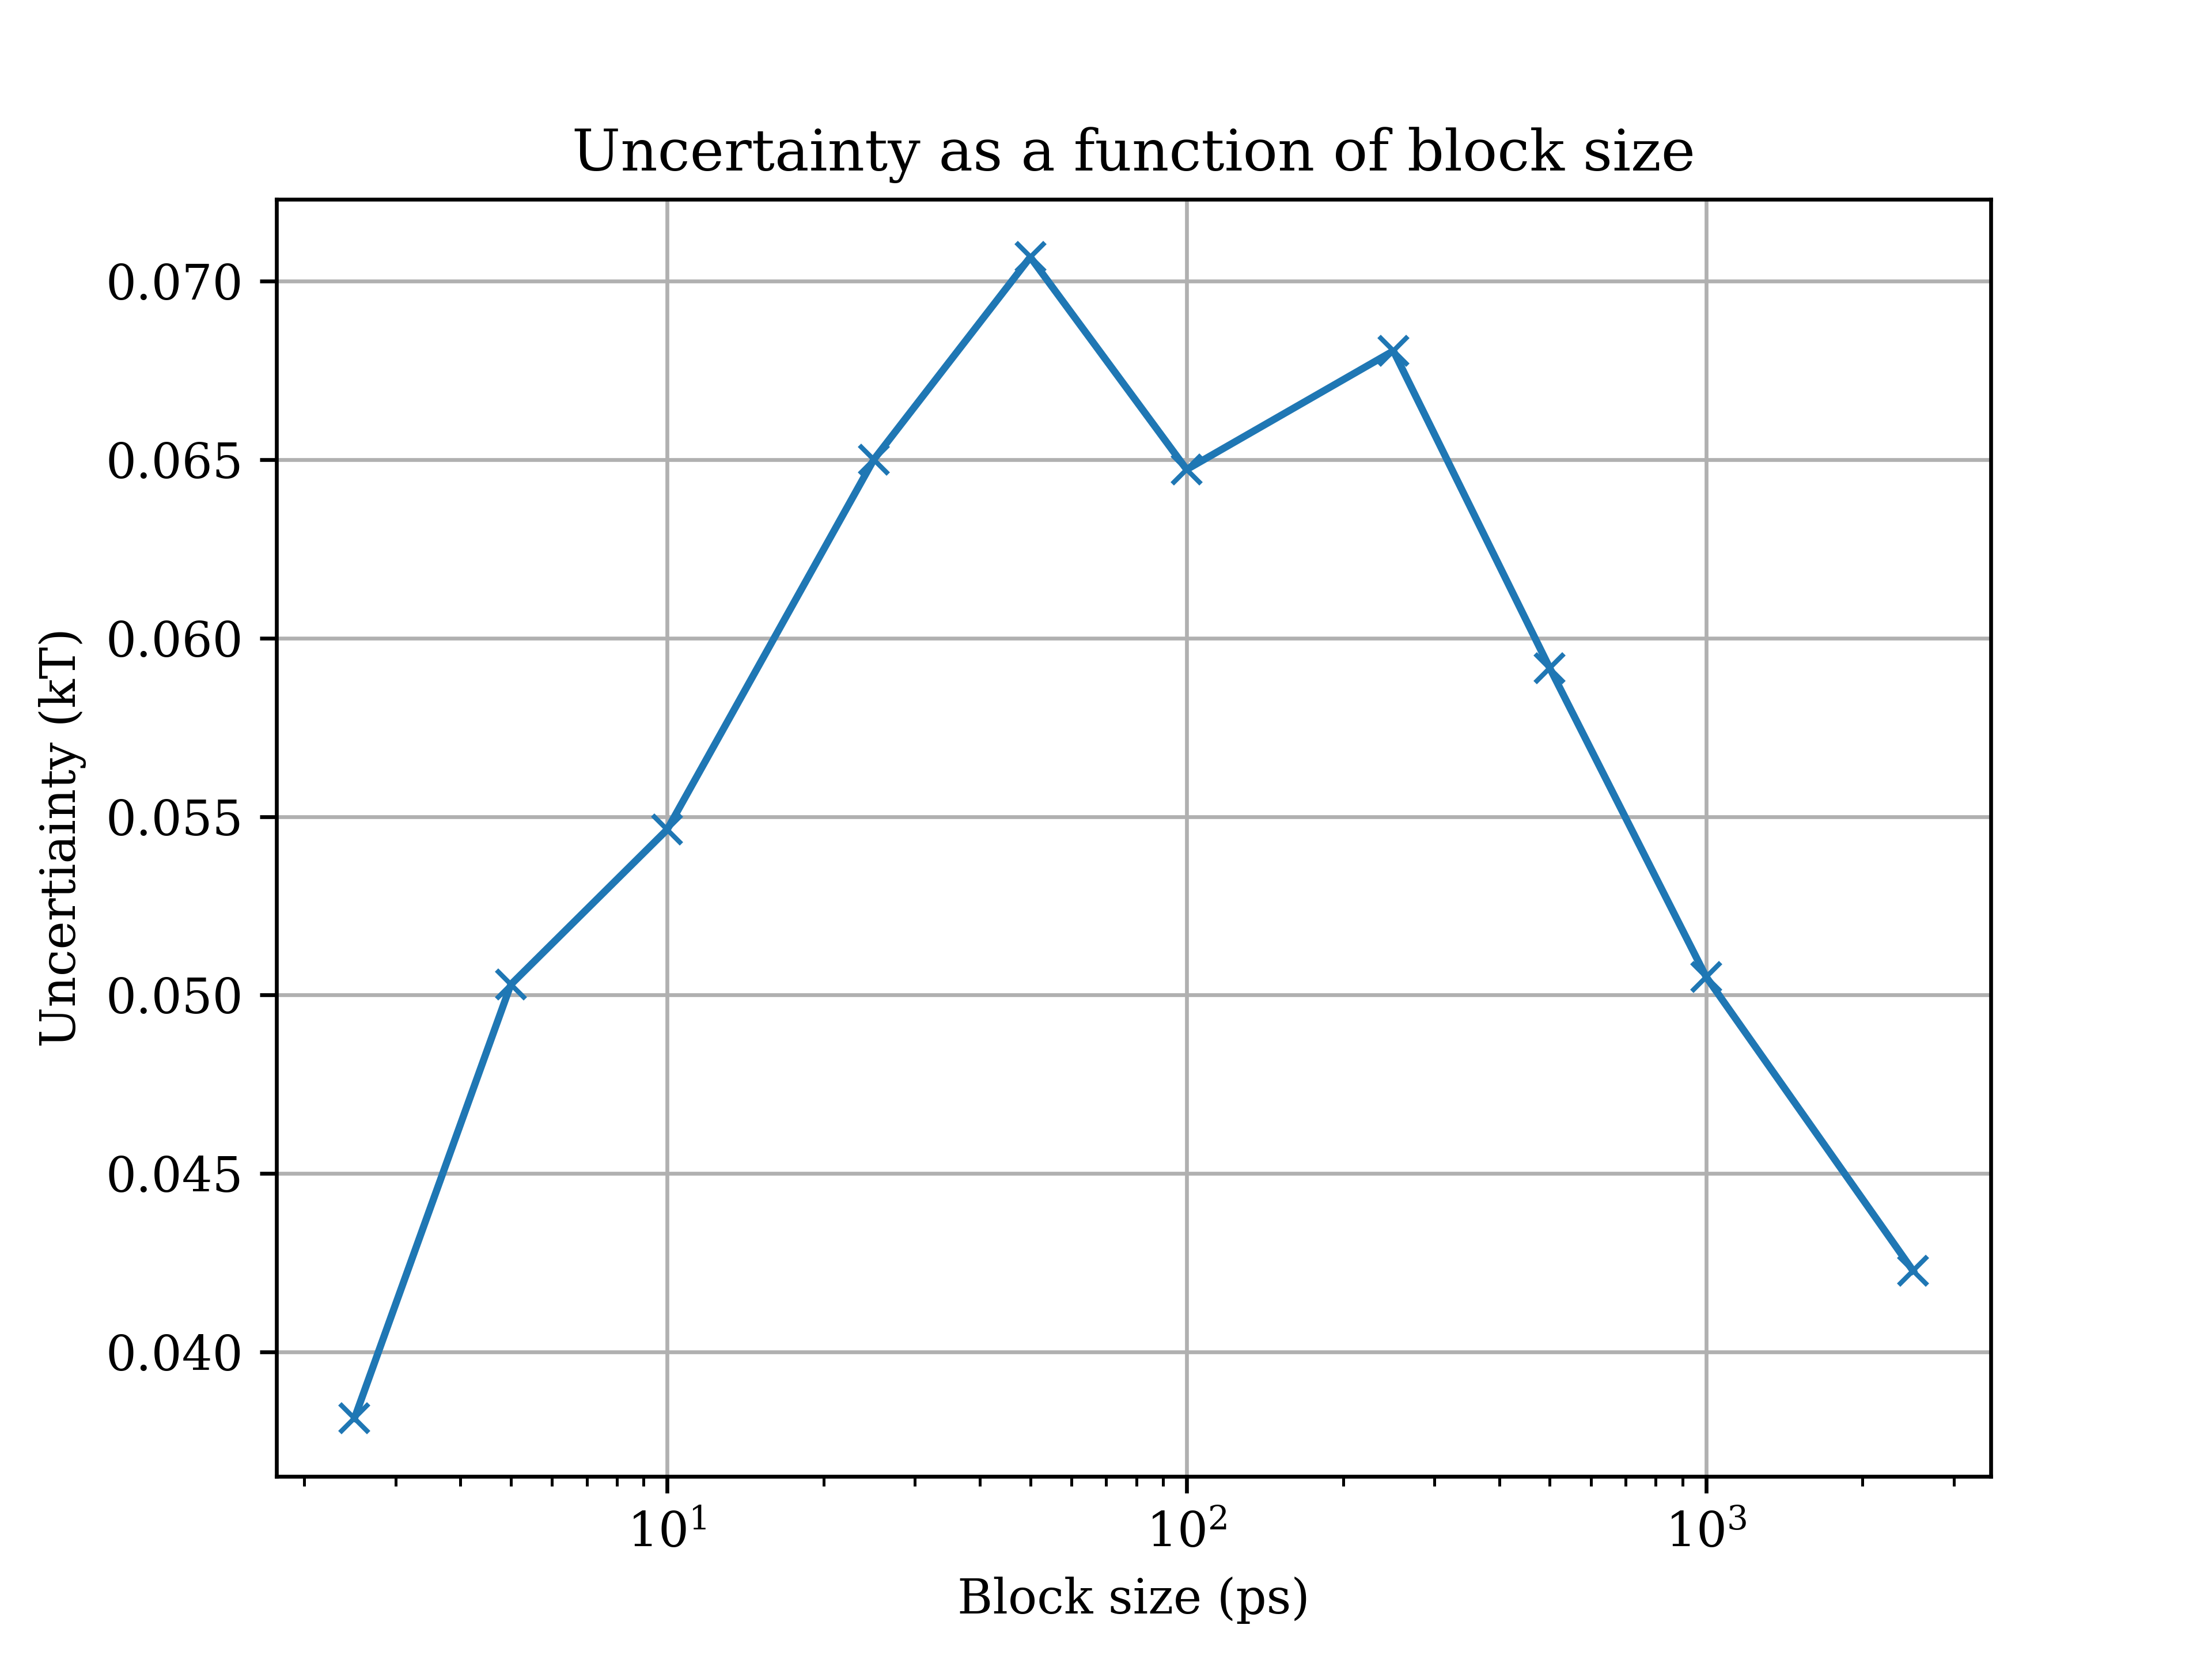 Uncertainty as a function of block size
0.070
0.065
0.060
0.055
0.050
0.045
0.040
Uncertiainty (kT)
10¹ 10² 10³
Block size (ps)